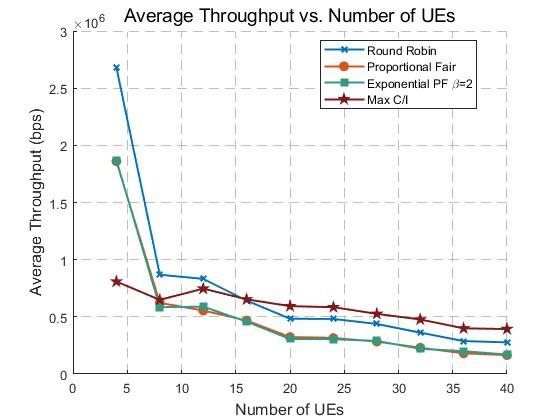 Average Throughput vs. Number of UEs
×10⁶
3
2.5
2
1.5
1
0.5
0
Average Throughput (bps)
Round Robin
Proportional Fair
Exponential PF β=2
Max C/I
0 5 10 15 20 25 30 35 40
Number of UEs